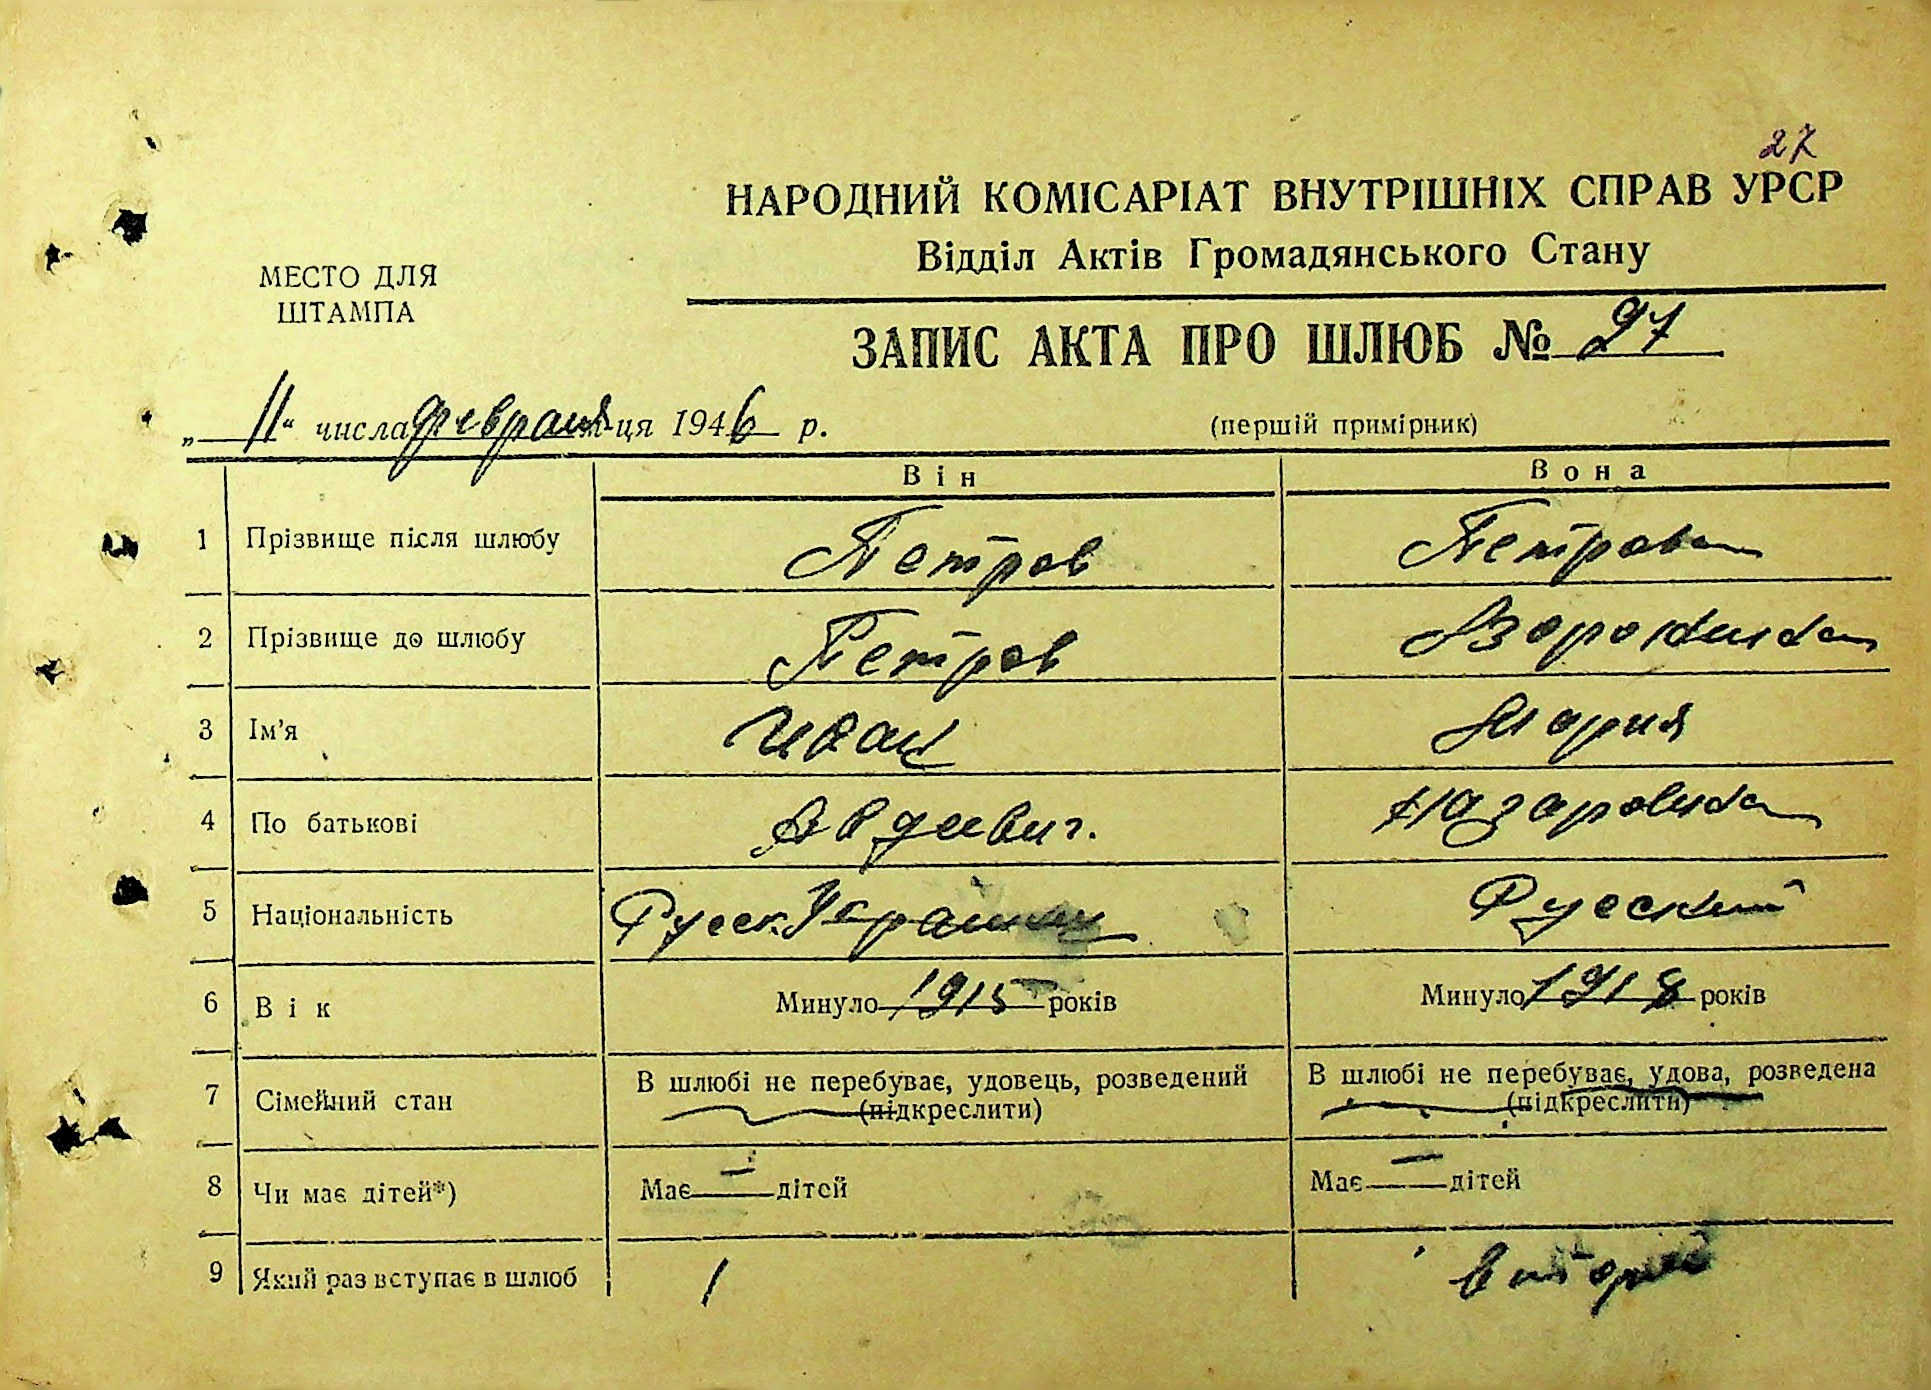 27
НАРОДНИЙ КОМІСАРІАТ ВНУТРІШНІХ СПРАВ УРСР
Відділ Актів Громадянського Стану
МЕСТО ДЛЯ
ШТАМПА
ЗАПИС АКТА ПРО ШЛЮБ № 27
„ 11 “ числа февраля ця 1946 р.
(першій примірник)
Він Вона
1 Прізвище після шлюбу Петров Петрова
2 Прізвище до шлюбу Петров
3 Ім'я Иван Мария
4 По батькові Авдеевич. Назаровна
5 Національність Русск. Украинец Русский
6 Вік Минуло 1915 років Минуло 1918 років
7 Сімейний стан В шлюбі не перебуває, удовець, розведений В шлюбі не перебуває, удова, розведена
(підкреслити) (підкреслити)
8 Чи має дітей*) Має — дітей Має — дітей
9 Який раз вступає в шлюб 1 второй